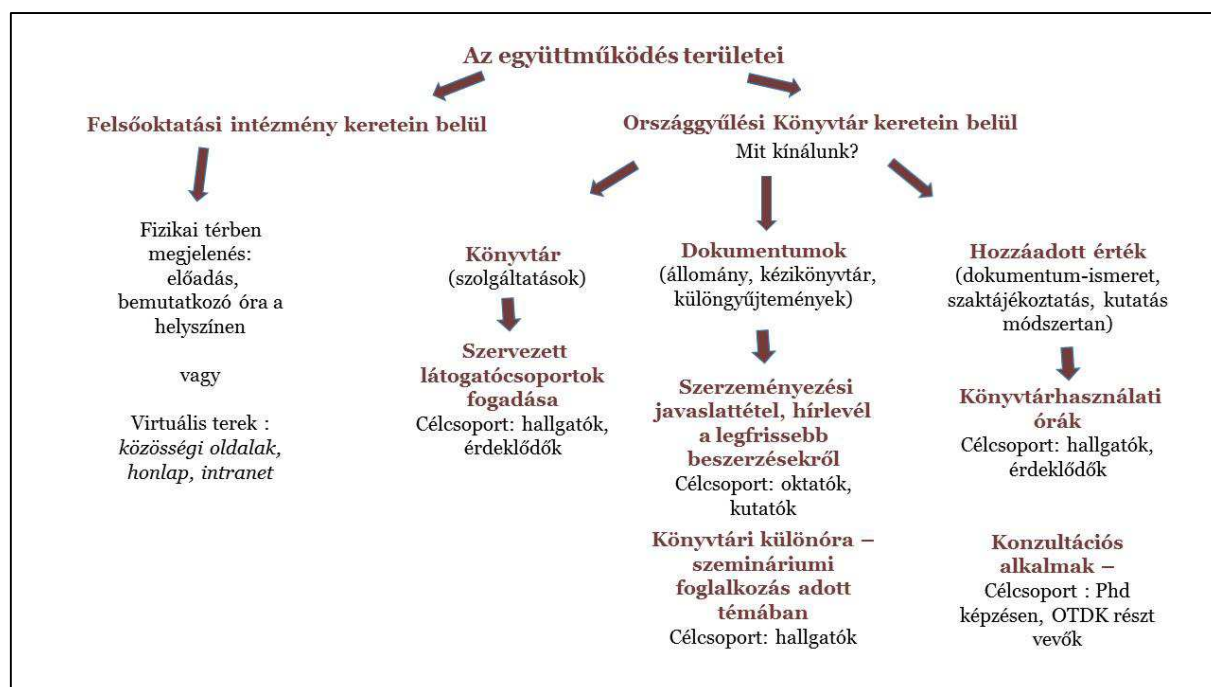 Az együttműködés területei
Felsőoktatási intézmény keretein belül
Fizikai térben
megjelenés:
előadás,
bemutatkozó óra a
helyszínen
vagy
Virtuális terek :
közösségi oldalak,
honlap, intranet
Országgyűlési Könyvtár keretein belül
Mit kínálunk?
Könyvtár
(szolgáltatások)
Szervezett
látogatócsoportok
fogadása
Célcsoport: hallgatók,
érdeklődők
Dokumentumok
(állomány, kézikönyvtár,
különgyűjtemények)
Szerzeményezési
javaslattétel, hírlevél
a legfrissebb
beszerzésekről
Célcsoport: oktatók,
kutatók
Könyvtári különóra –
szemináriumi
foglalkozás adott
témában
Célcsoport: hallgatók
Hozzáadott érték
(dokumentum-ismeret,
szaktájékoztatás, kutatás
módszertan)
Könyvtárhasználati
órák
Célcsoport: hallgatók,
érdeklődők
Konzultációs
alkalmak –
Célcsoport : Phd
képzésen, OTDK részt
vevők